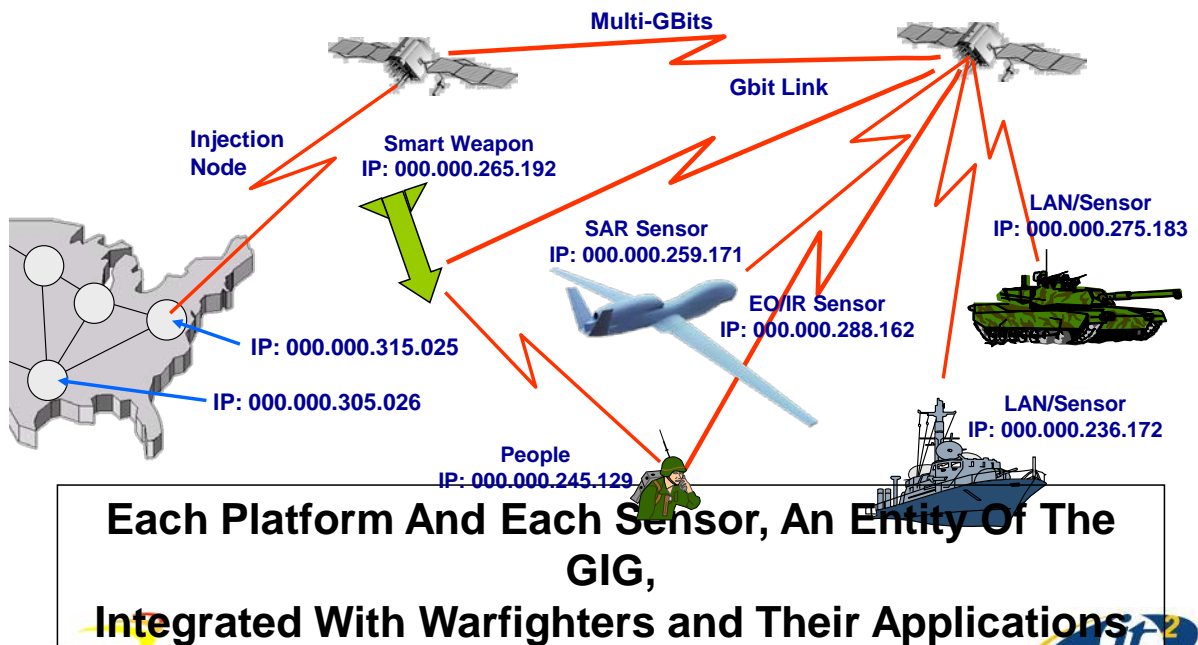 Multi-GBits
Gbit Link
Injection
Node
Smart Weapon
IP: 000.000.265.192
LAN/Sensor
IP: 000.000.275.183
SAR Sensor
IP: 000.000.259.171
EO/IR Sensor
IP: 000.000.288.162
IP: 000.000.315.025
IP: 000.000.305.026
LAN/Sensor
IP: 000.000.236.172
People
IP: 000.000.245.129
Each Platform And Each Sensor, An Entity Of The
GIG,
Integrated With Warfighters and Their Applications
it2